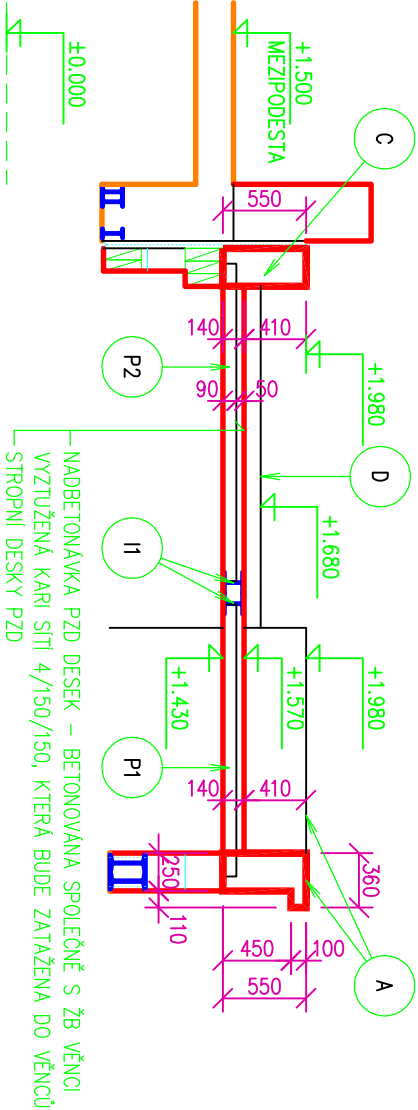 ±0.000
+1.500
MEZIPODESTA
C
550
+1.980
140
410
P2
90
50
D
+1.680
I1
+1.980
+1.570
+1.430
P1
140
410
360
250
110
450
100
550
A
NADBETONÁVKA PZD DESEK – BETONOVÁNA SPOLEČNĚ S ŽB VĚNCI
VYZTUŽENÁ KARI SÍTÍ 4/150/150, KTERÁ BUDE ZATAŽENA DO VĚNCŮ
STROPNÍ DESKY PZD